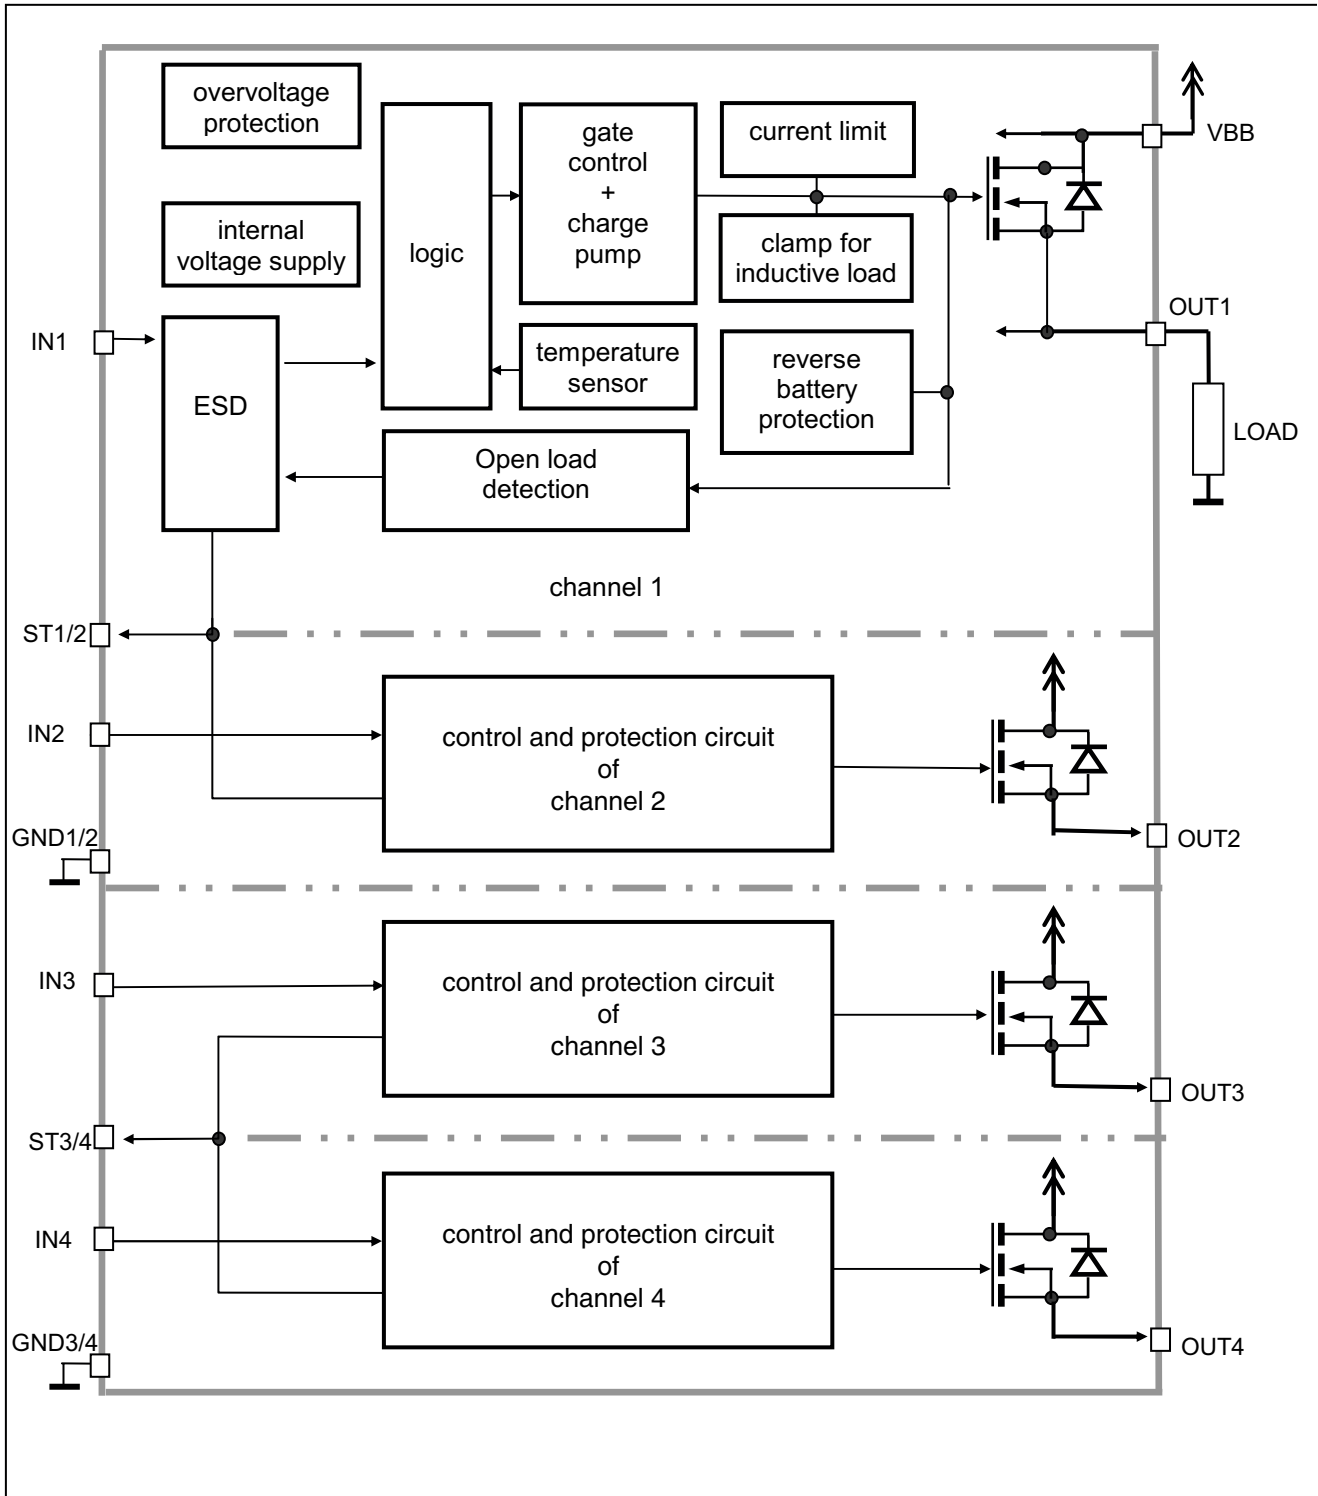 overvoltage
protection
internal
voltage supply
logic
gate
control
+
charge
pump
current limit
clamp for
inductive load
VBB
OUT1
IN1
ESD
temperature
sensor
reverse
battery
protection
LOAD
Open load
detection
channel 1
ST1/2
IN2
control and protection circuit
of
channel 2
GND1/2
OUT2
IN3
control and protection circuit
of
channel 3
OUT3
ST3/4
IN4
control and protection circuit
of
channel 4
GND3/4
OUT4